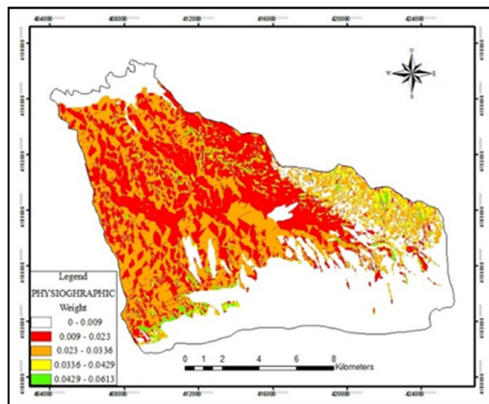 404000 408000 412000 416000 420000 424000
N
W E
S
Legend
PHYSIOGHRAPHIC
Weight
0 - 0.009
0.009 - 0.023
0.023 - 0.0336
0.0336 - 0.0429
0.0429 - 0.0613
0 1 2 4 6 8
Kilometers
404000 408000 412000 416000 420000 424000